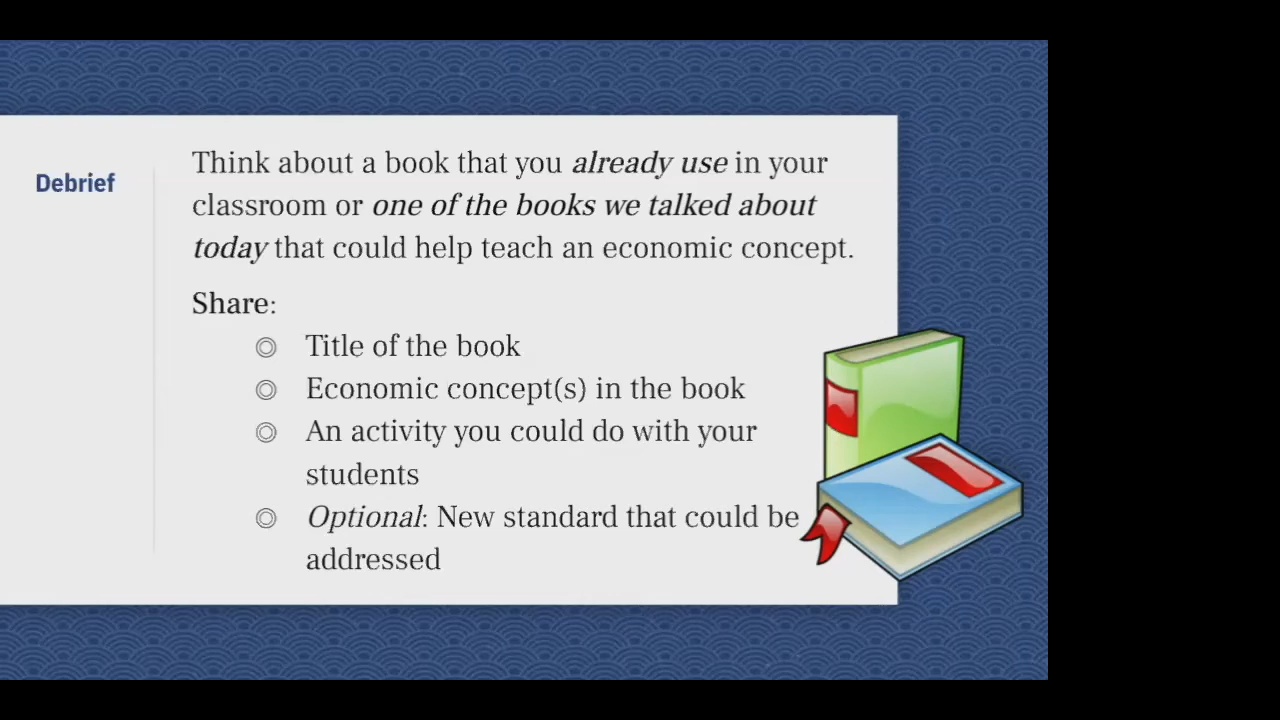 Debrief
Think about a book that you already use in your
classroom or one of the books we talked about
today that could help teach an economic concept.
Share:
◎ Title of the book
◎ Economic concept(s) in the book
◎ An activity you could do with your
students
◎ Optional: New standard that could be
addressed